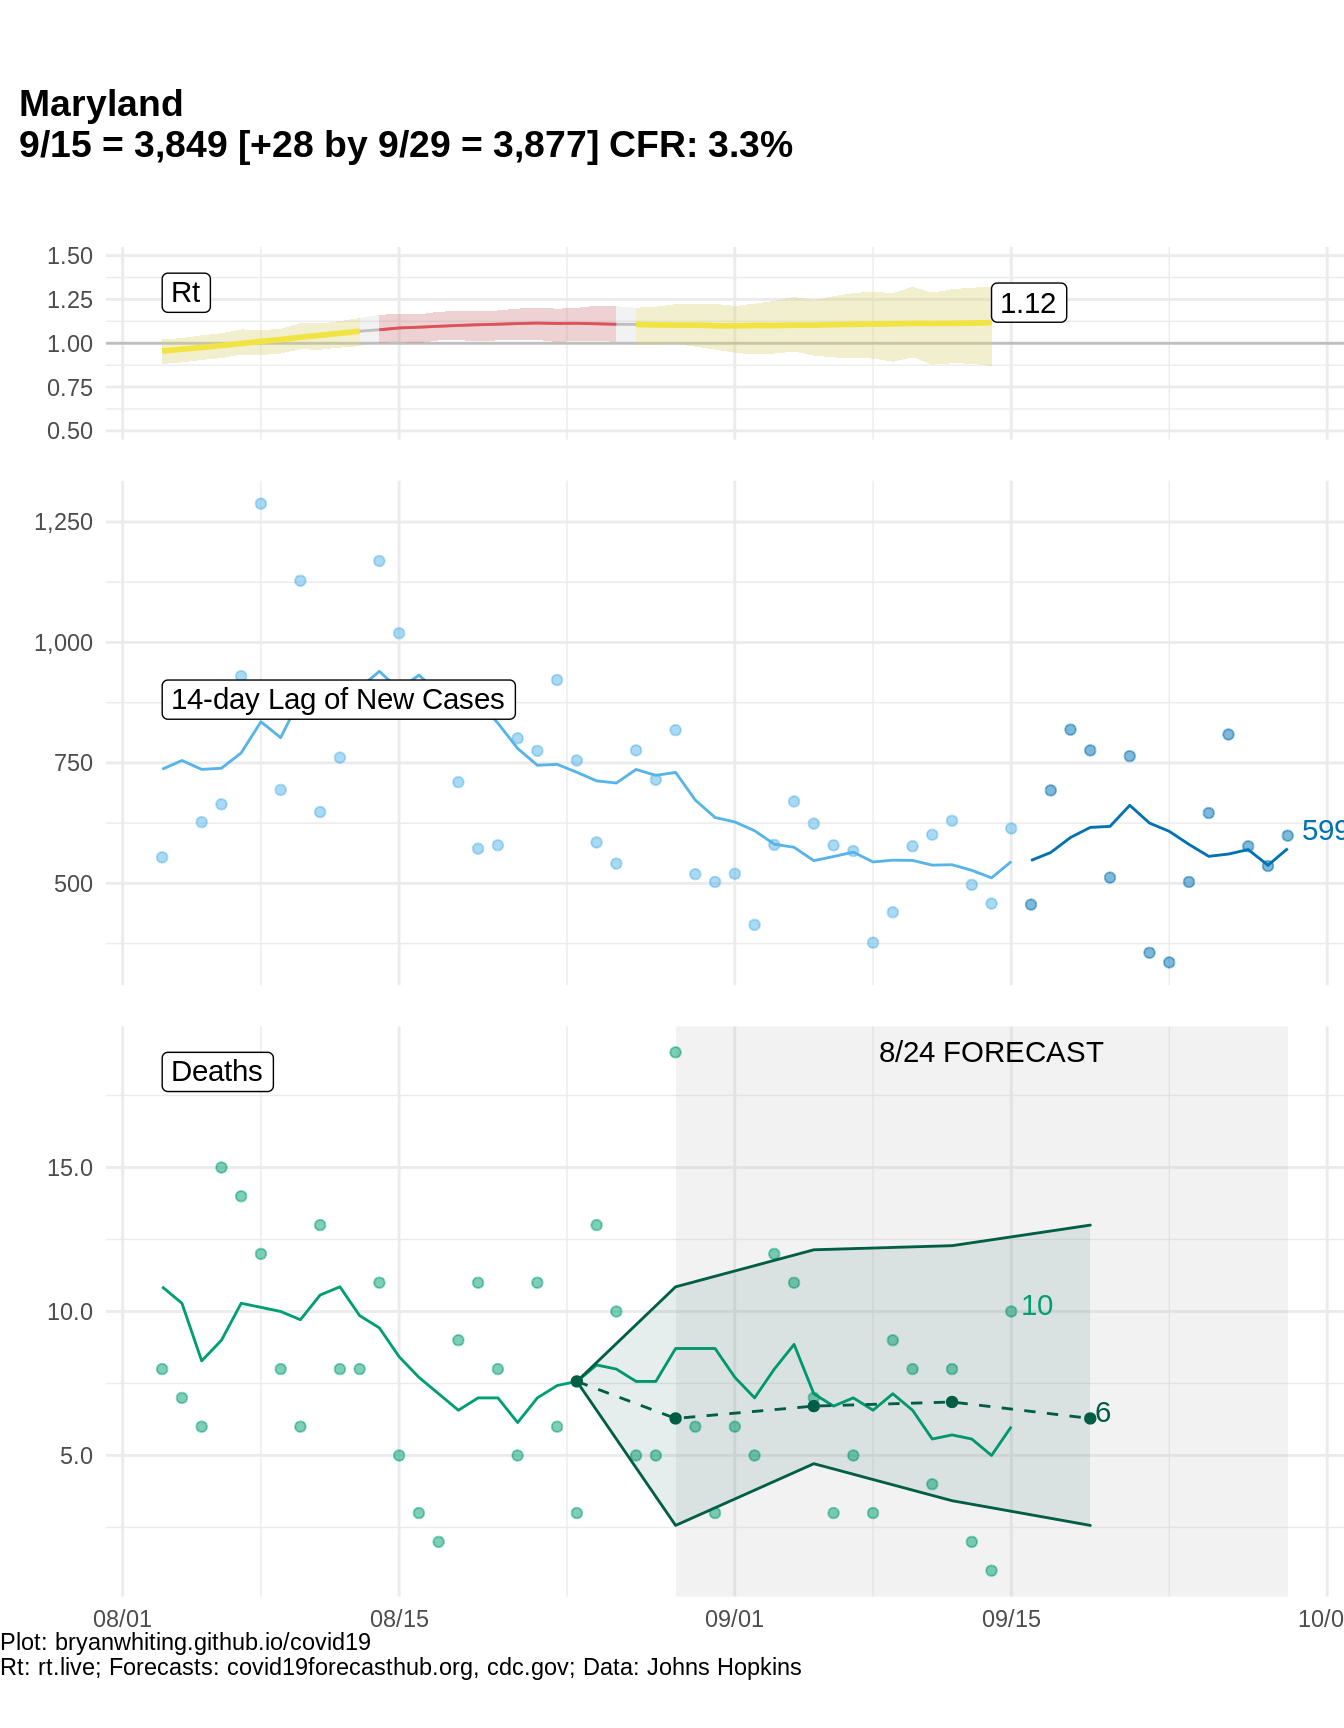 Maryland
9/15 = 3,849 [+28 by 9/29 = 3,877] CFR: 3.3%
1.50
Rt
1.25
1.12
1.00
0.75
0.50
1,250
1,000
14-day Lag of New Cases
750
599
500
8/24 FORECAST
Deaths
15.0
10.0
10
6
5.0
08/01 08/15 09/01 09/15 10/0
Plot: bryanwhiting.github.io/covid19
Rt: rt.live; Forecasts: covid19forecasthub.org, cdc.gov; Data: Johns Hopkins